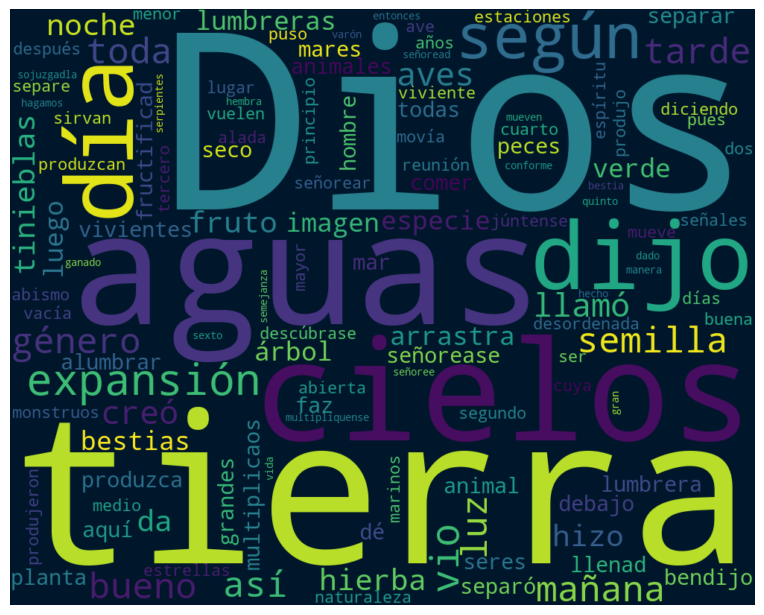 noche
menor
lumbreras
puso
mares
entonces
varón
señoread
ave
años
estaciones
según
separar
tarde
después
toda
sojuzgadla
separe
hagamos
sirvan
serpientes
día
fructificad
produzcan
tercero
tinieblas
luego
vivientes
animales
lugar
hembra
vuelen
alada
seco
principio
hombre
señorear
Dios
aves
viviente
todas
movía
reunión
comer
mueven
cuarto
peces
conforme
espíritu
produjo
diciendo
pues
dos
verde
bestia
quinto
fruto
imagen
especie
júntense
mueve
señales
ganado
abismo
vacía
aguas
semejanza
mayor
mar
dijo
dado
manera
hecho
días
llamó
buena
desordenada
género
alumbrar
sexto
descúbrase
árbol
arrastra
señorease
señoree
ser
semilla
expansión
creó
monstruos
bestias
cielos
abierta
faz
multiplíquense
segundo
cuya
gran
tierra
produjeron
produzca
medio
aquí
da
grandes
multiplicaos
vida
marinos
dé
animal
vio
luz
lumbrera
debajo
hizo
seres
llenad
bendijo
planta
bueno
estrellas
así
hierba
naturaleza
separó
mañana